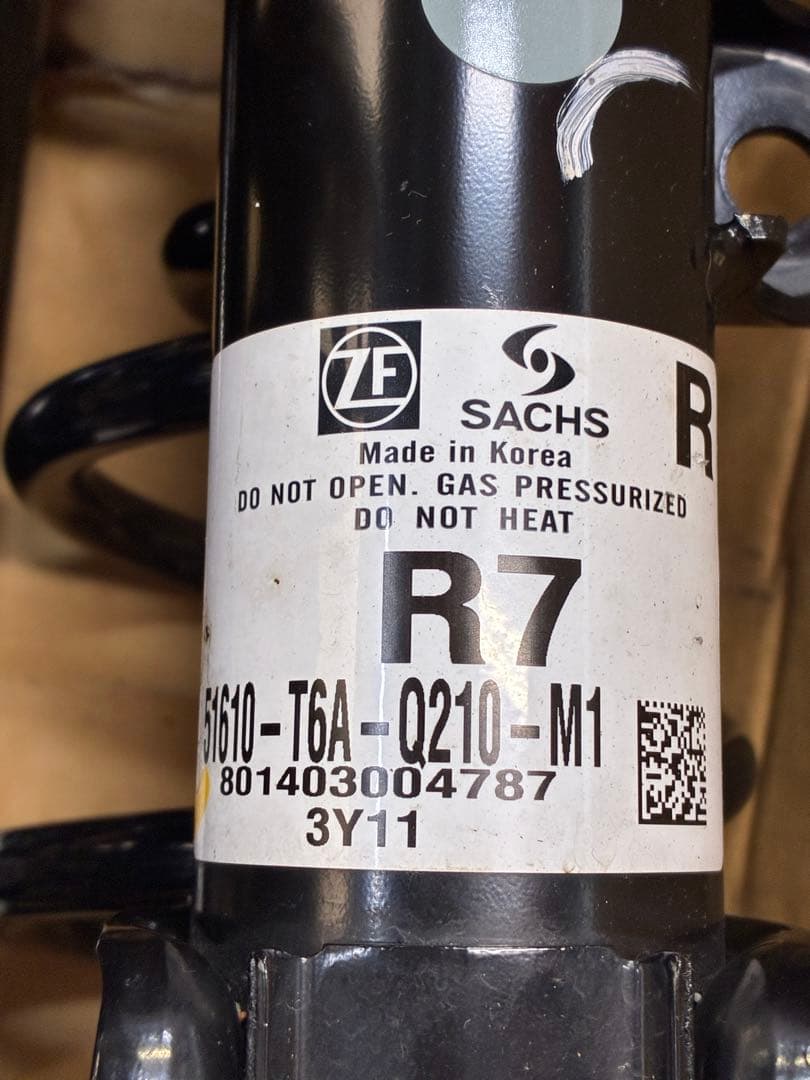 ZF
SACHS
R
Made in Korea
DO NOT OPEN. GAS PRESSURIZED
DO NOT HEAT
R7
51610-T6A-Q210-M1
801403004787
3Y11